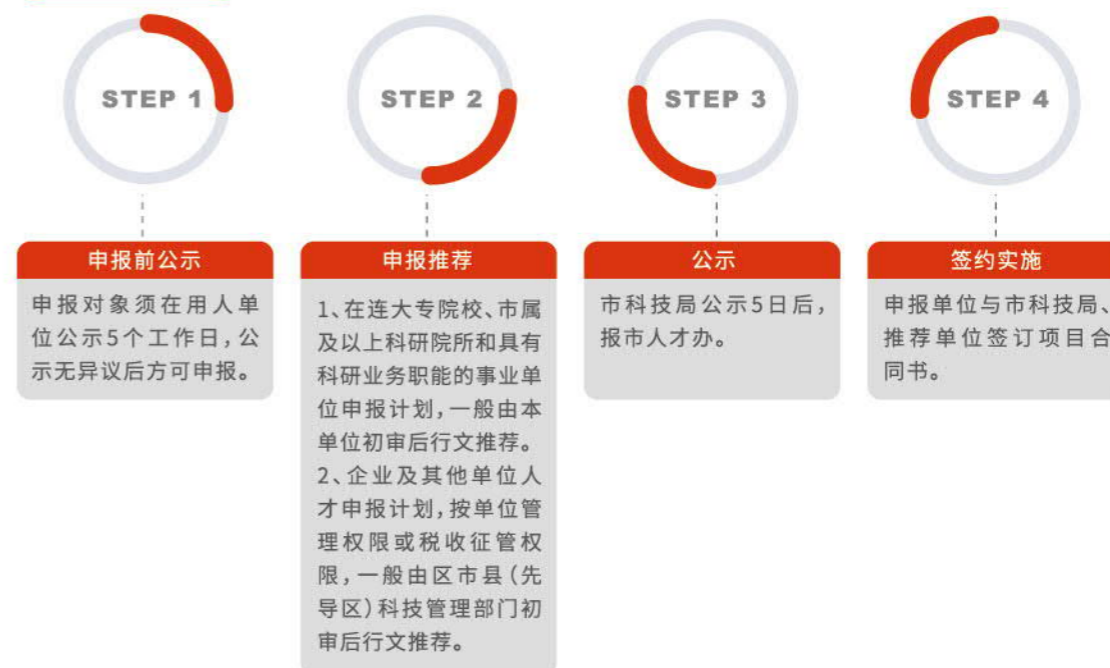 STEP 1
申报前公示
申报对象须在用人单
位公示5个工作日，公
示无异议后方可申报。
STEP 2
申报推荐
1、在连大专院校、市属
及以上科研院所和具有
科研业务职能的事业单
位申报计划，一般由本
单位初审后行文推荐。
2、企业及其他单位人
才申报计划，按单位管
理权限或税收征管权
限，一般由区市县（先
导区）科技管理部门初
审后行文推荐。
STEP 3
公示
市科技局公示5日后，
报市人才办。
STEP 4
签约实施
申报单位与市科技局、
推荐单位签订项目合
同书。